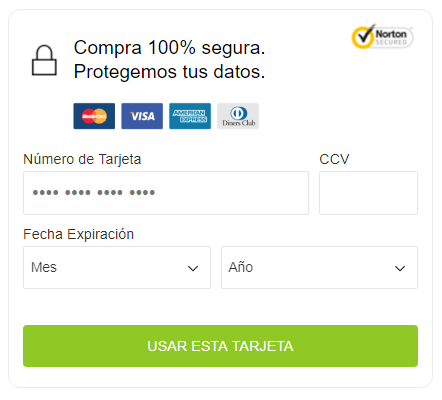 Compra 100% segura.
Protegemos tus datos.
Norton
SECURED
MasterCard
VISA
AMERICAN
EXPRESS
Diners Club
Número de Tarjeta
CCV
•••• •••• •••• ••••
Fecha Expiración
Mes
Año
USAR ESTA TARJETA